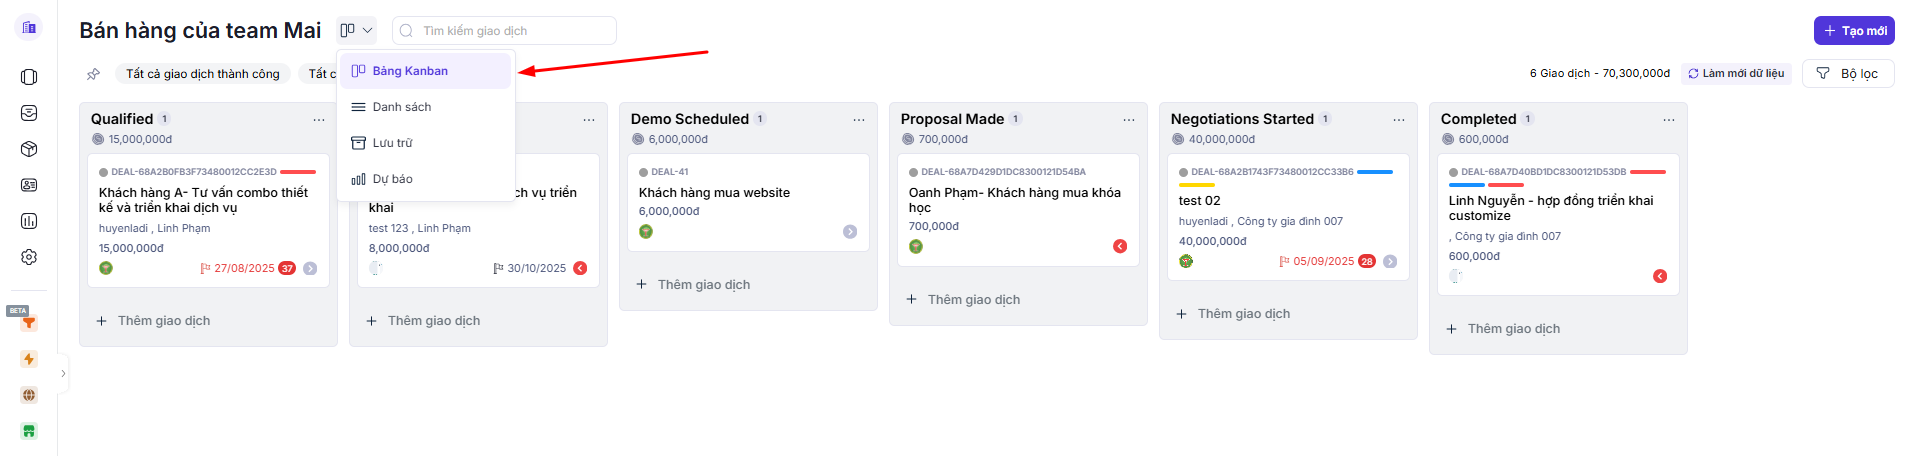 Bán hàng của team Mai
Tìm kiếm giao dịch
Tạo mới
Tất cả giao dịch thành công
Tất c
6 Giao dịch - 70,300,000đ
Làm mới dữ liệu
Bộ lọc
Bảng Kanban
Danh sách
Lưu trữ
Dự báo
Qualified 1
15,000,000đ
DEAL-68A2B0FB3F73480012CC2E3D
Khách hàng A- Tư vấn combo thiết
kế và triển khai dịch vụ
huyenladi , Linh Phạm
15,000,000đ
27/08/2025 37
Thêm giao dịch
ch vụ triển
khai
test 123 , Linh Phạm
8,000,000đ
30/10/2025
Thêm giao dịch
Demo Scheduled 1
6,000,000đ
DEAL-41
Khách hàng mua website
6,000,000đ
Thêm giao dịch
Proposal Made 1
700,000đ
DEAL-68A7D429D1DC8300121D54BA
Oanh Phạm- Khách hàng mua khóa
học
700,000đ
Thêm giao dịch
Negotiations Started 1
40,000,000đ
DEAL-68A2B1743F73480012CC33B6
test 02
huyenladi , Công ty gia đình 007
40,000,000đ
05/09/2025 28
Thêm giao dịch
Completed 1
600,000đ
DEAL-68A7D40BD1DC8300121D53DB
Linh Nguyễn - hợp đồng triển khai
customize
, Công ty gia đình 007
600,000đ
Thêm giao dịch
BETA